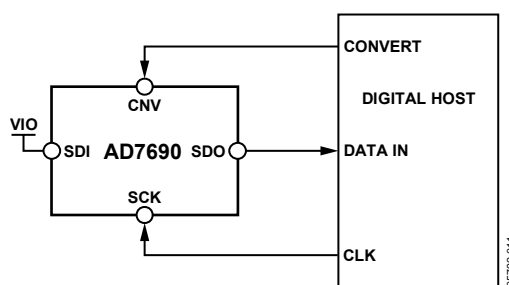 CONVERT
CNV
DIGITAL HOST
VIO
SDI AD7690 SDO
DATA IN
SCK
CLK